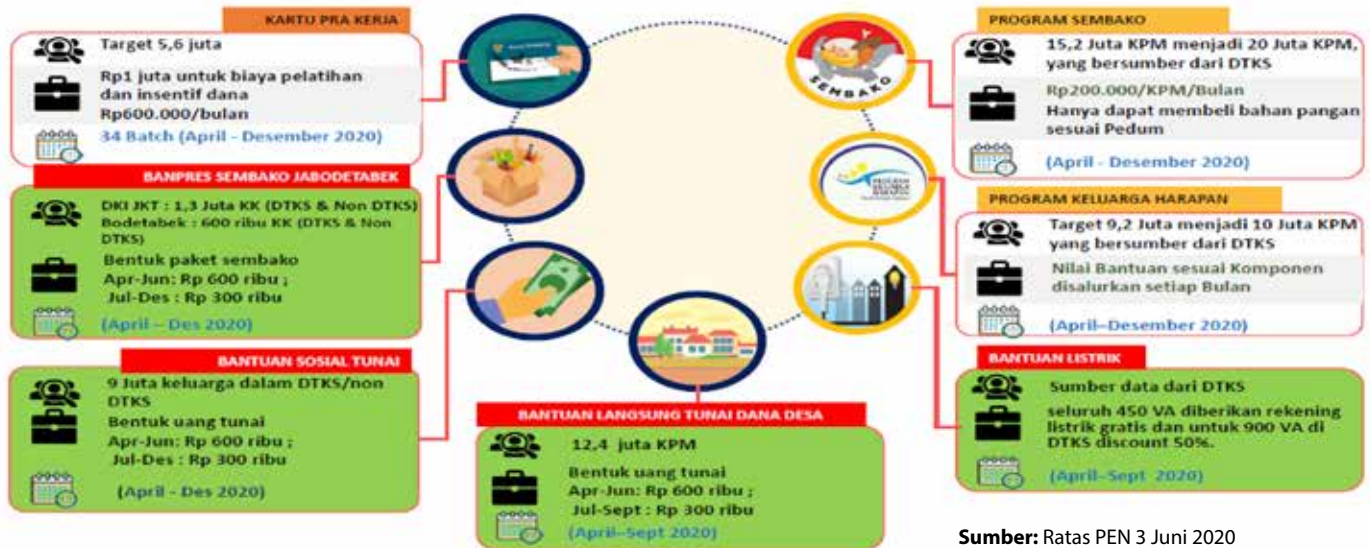 KARTU PRA KERJA
Target 5,6 juta
Rp1 juta untuk biaya pelatihan
dan insentif dana
Rp600.000/bulan
34 Batch (April - Desember 2020)
BANPRES SEMBAKO JABODETABEK
DKI JKT : 1,3 Juta KK (DTKS & Non DTKS)
Bodetabek : 600 ribu KK (DTKS & Non
DTKS)
Bentuk paket sembako
Apr-Jun: Rp 600 ribu ;
Jul-Des : Rp 300 ribu
(April – Des 2020)
BANTUAN SOSIAL TUNAI
9 Juta keluarga dalam DTKS/non
DTKS
Bentuk uang tunai
Apr-Jun: Rp 600 ribu ;
Jul-Des : Rp 300 ribu
(April - Des 2020)
SEMBAKO
PROGRAM
KELUARGA
HARAPAN
BANTUAN LANGSUNG TUNAI DANA DESA
12,4 juta KPM
Bentuk uang tunai
Apr-Jun: Rp 600 ribu ;
Jul-Sept : Rp 300 ribu
(April–Sept 2020)
PROGRAM SEMBAKO
15,2 Juta KPM menjadi 20 Juta KPM,
yang bersumber dari DTKS
Rp200.000/KPM/Bulan
Hanya dapat membeli bahan pangan
sesuai Pedum
(April - Desember 2020)
PROGRAM KELUARGA HARAPAN
Target 9,2 Juta menjadi 10 Juta KPM
yang bersumber dari DTKS
Nilai Bantuan sesuai Komponen
disalurkan setiap Bulan
(April–Desember 2020)
BANTUAN LISTRIK
Sumber data dari DTKS
seluruh 450 VA diberikan rekening
listrik gratis dan untuk 900 VA di
DTKS discount 50%.
(April–Sept 2020)
Sumber: Ratas PEN 3 Juni 2020